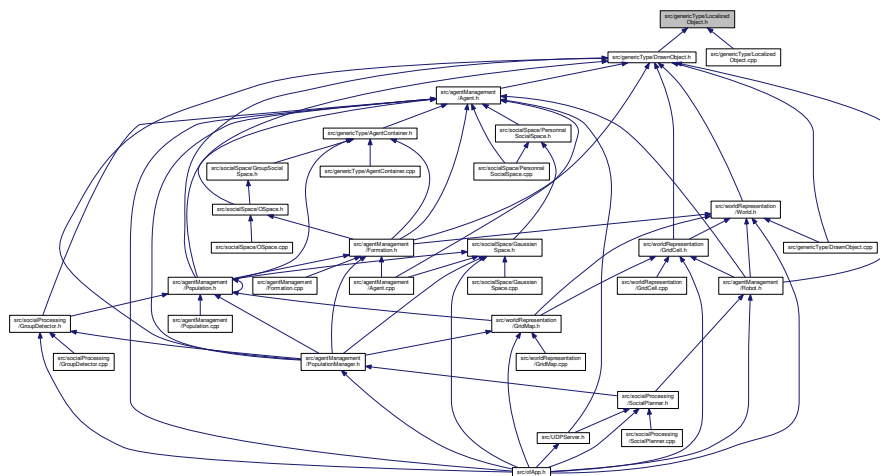 src/genericType/Localized
Object.h
src/genericType/DrawnObject.h
src/genericType/Localized
Object.cpp
src/agentManagement
/Agent.h
src/genericType/AgentContainer.h
src/socialSpace/Personnal
SocialSpace.h
src/socialSpace/GroupSocial
Space.h
src/genericType/AgentContainer.cpp
src/socialSpace/Personnal
SocialSpace.cpp
src/socialSpace/OSpace.h
src/worldRepresentation
/World.h
src/socialSpace/OSpace.cpp
src/agentManagement
/Formation.h
src/socialSpace/Gaussian
Space.h
src/worldRepresentation
/GridCell.h
src/genericType/DrawnObject.cpp
src/agentManagement
/Population.h
src/agentManagement
/Formation.cpp
src/agentManagement
/Agent.cpp
src/socialSpace/Gaussian
Space.cpp
src/worldRepresentation
/GridCell.cpp
src/agentManagement
/Robot.h
src/socialProcessing
/GroupDetector.h
src/agentManagement
/Population.cpp
src/worldRepresentation
/GridMap.h
src/socialProcessing
/GroupDetector.cpp
src/agentManagement
/PopulationManager.h
src/worldRepresentation
/GridMap.cpp
src/socialProcessing
/SocialPlanner.h
src/UDPServer.h
src/socialProcessing
/SocialPlanner.cpp
src/ofApp.h